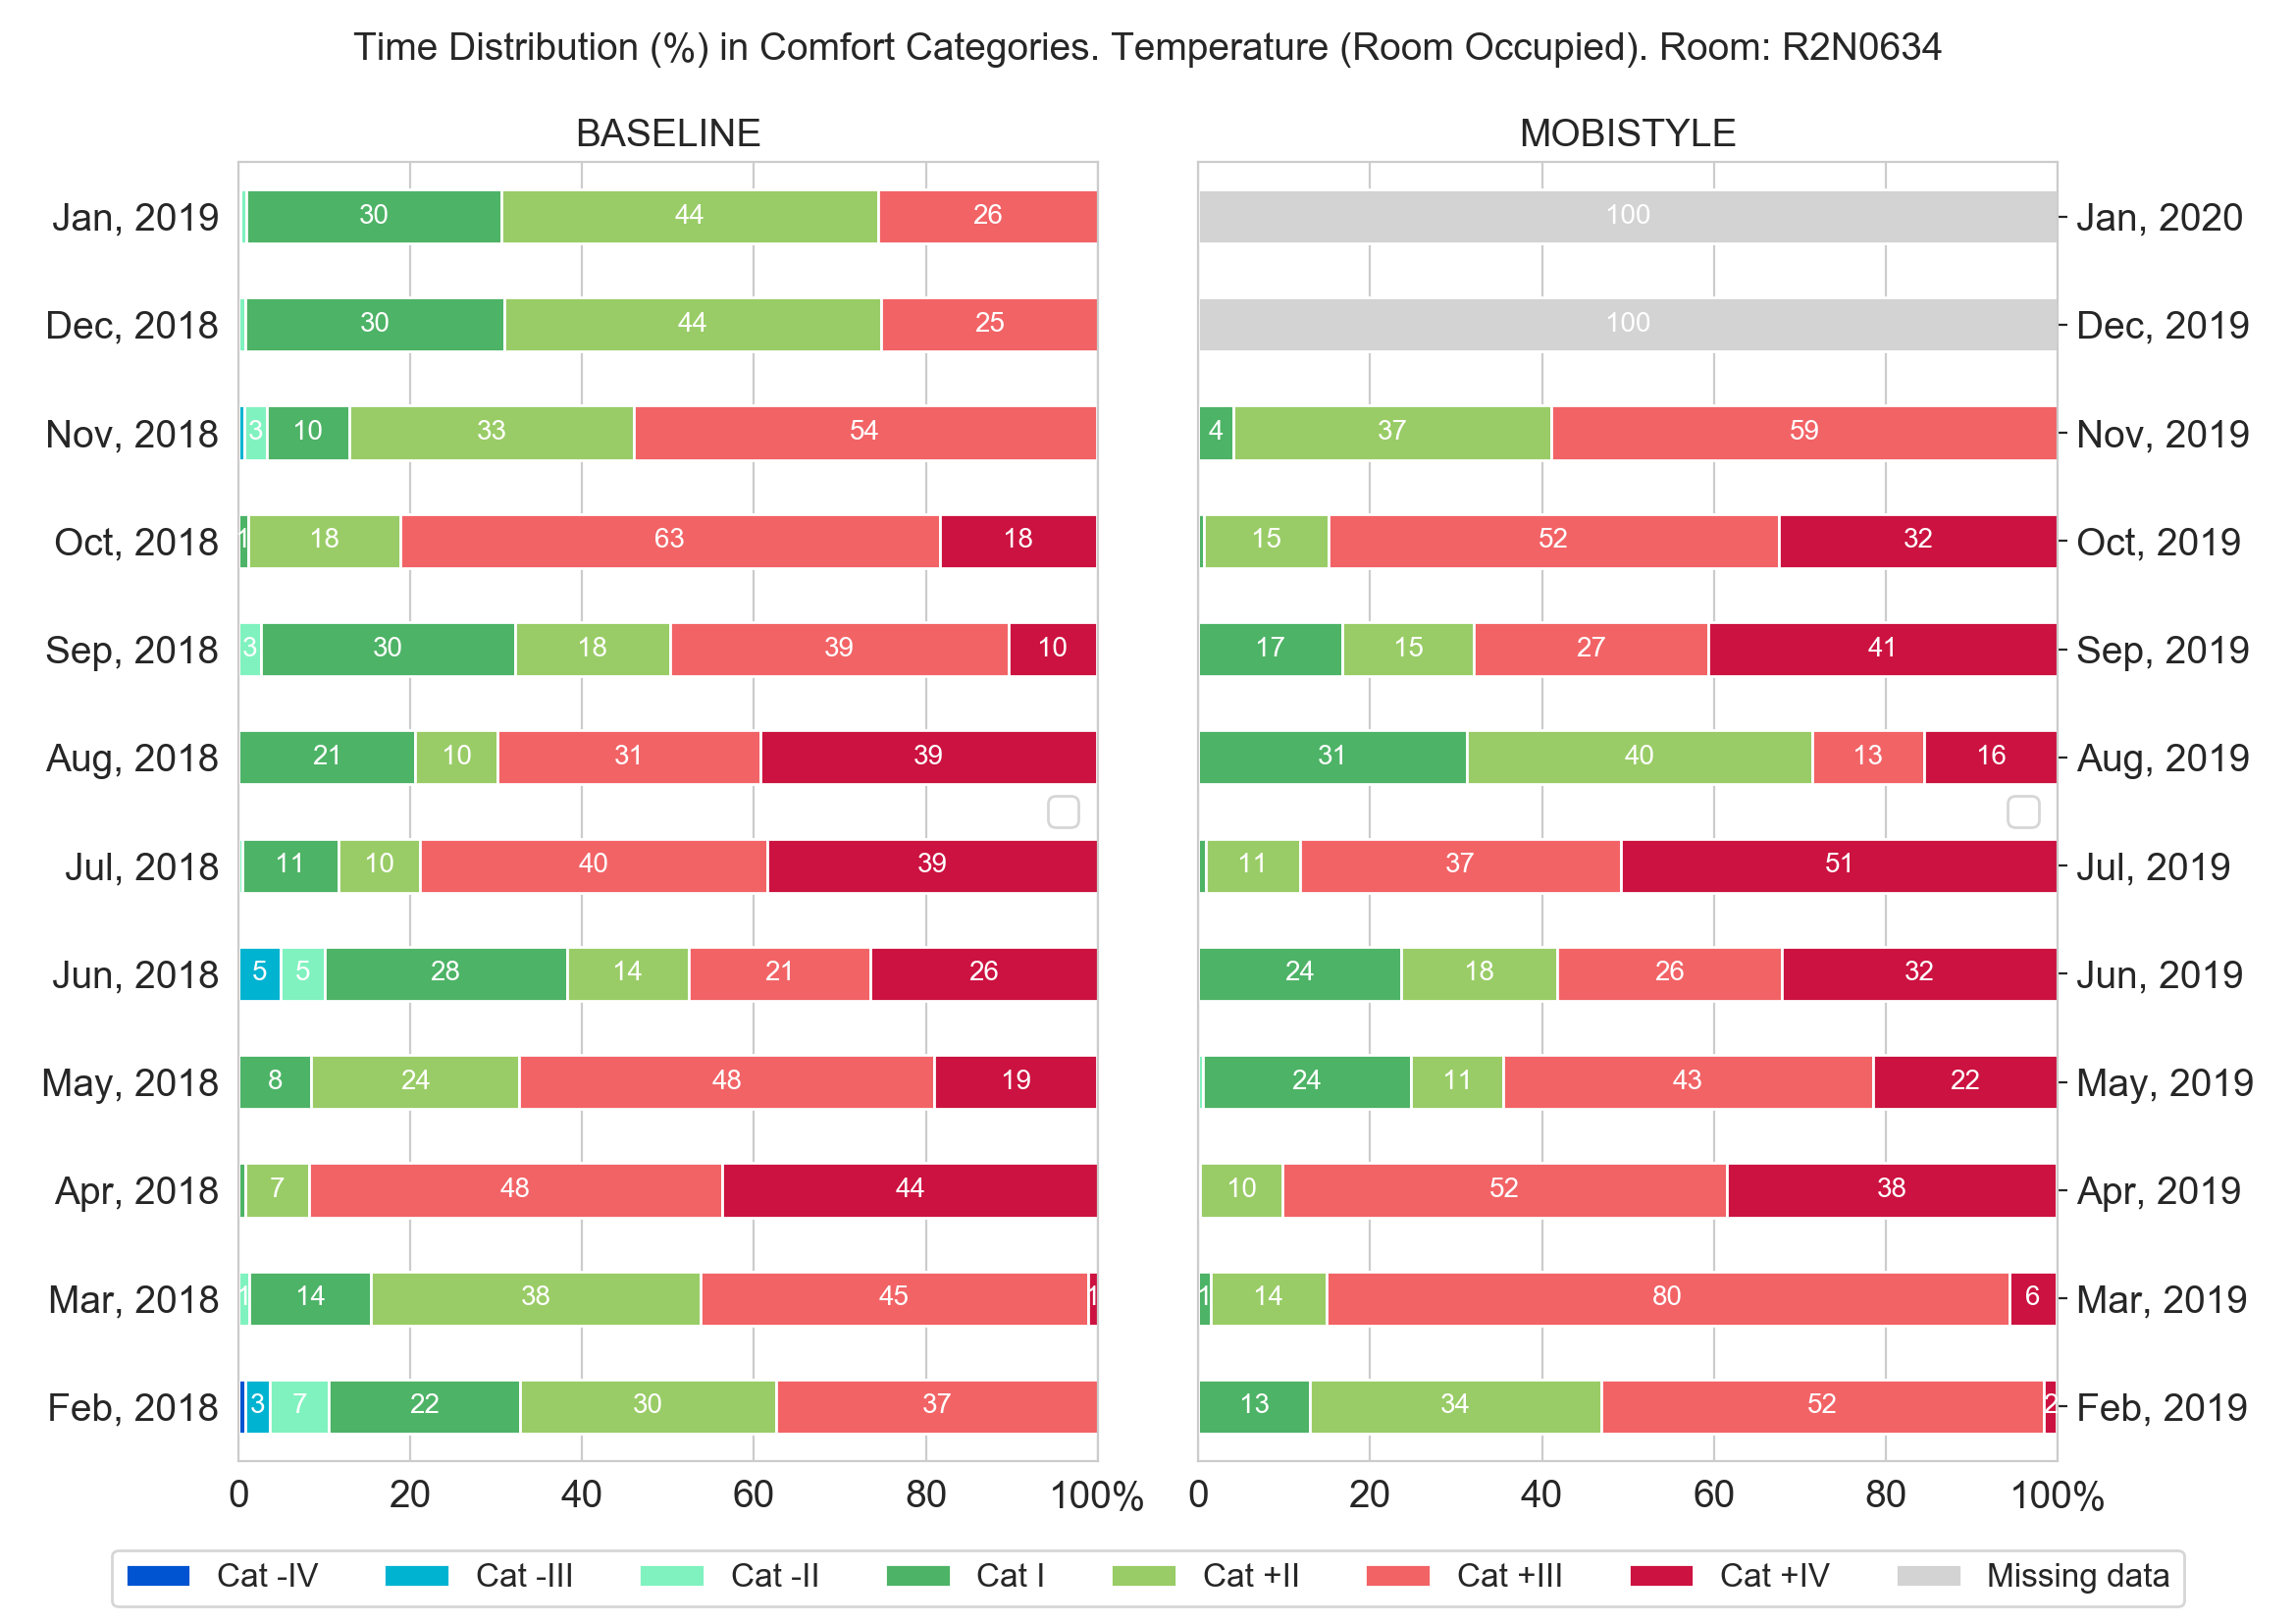 Time Distribution (%) in Comfort Categories. Temperature (Room Occupied). Room: R2N0634
BASELINE MOBISTYLE
Jan, 2019 30 44 26 100 Jan, 2020
Dec, 2018 30 44 25 100 Dec, 2019
Nov, 2018 3 10 33 54 4 37 59 Nov, 2019
Oct, 2018 1 18 63 18 15 52 32 Oct, 2019
Sep, 2018 3 30 18 39 10 17 15 27 41 Sep, 2019
Aug, 2018 21 10 31 39 31 40 13 16 Aug, 2019
Jul, 2018 11 10 40 39 11 37 51 Jul, 2019
Jun, 2018 5 5 28 14 21 26 24 18 26 32 Jun, 2019
May, 2018 8 24 48 19 24 11 43 22 May, 2019
Apr, 2018 7 48 44 10 52 38 Apr, 2019
Mar, 2018 1 14 38 45 1 1 14 80 6 Mar, 2019
Feb, 2018 3 7 22 30 37 13 34 52 2 Feb, 2019
0 20 40 60 80 100% 0 20 40 60 80 100%
Cat -IV Cat -III Cat -II Cat I Cat +II Cat +III Cat +IV Missing data